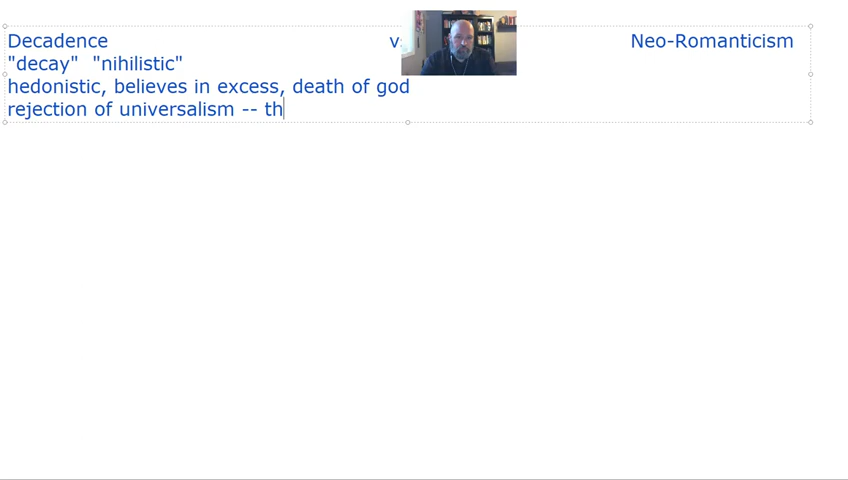 Decadence v Neo-Romanticism
"decay" "nihilistic"
hedonistic, believes in excess, death of god
rejection of universalism -- th